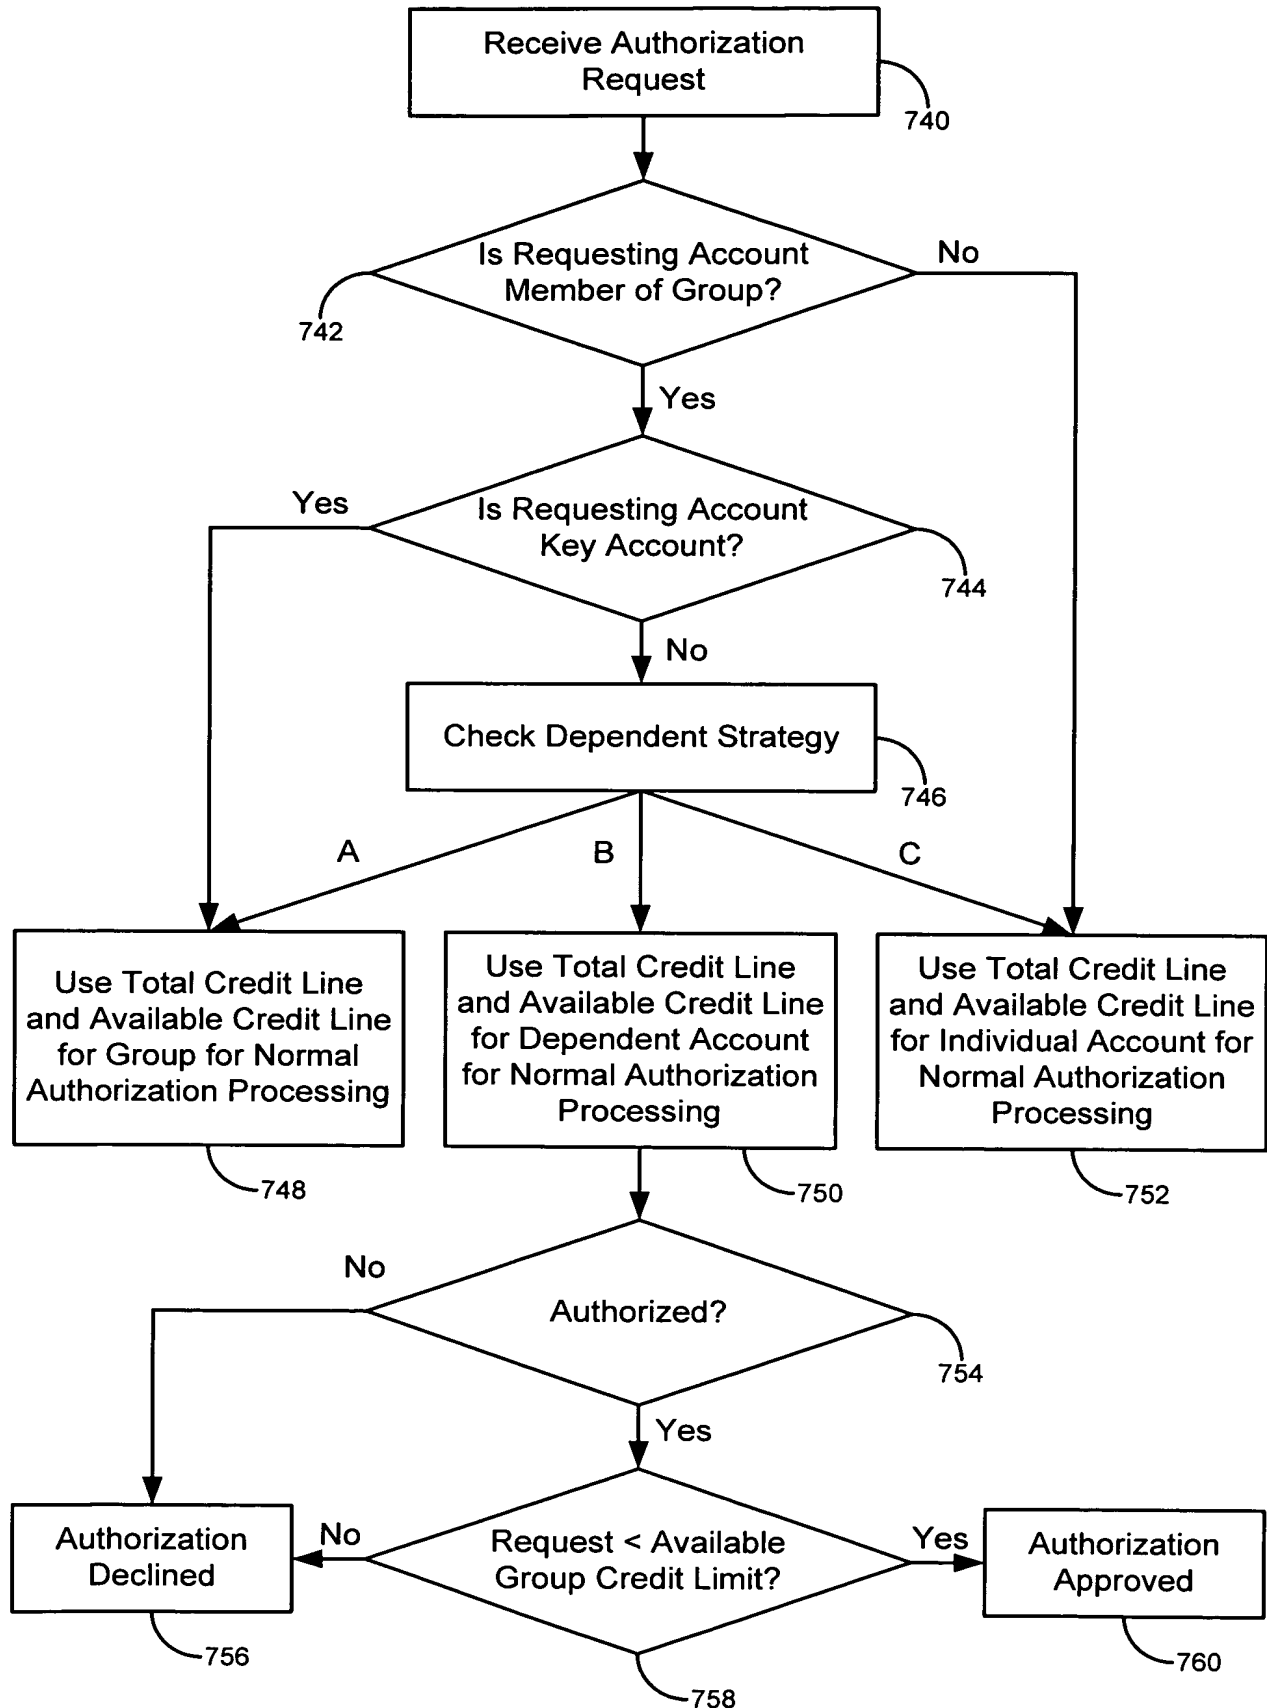 Receive Authorization
Request
740
Is Requesting Account
Member of Group?
No
742
Yes
Yes
Is Requesting Account
Key Account?
744
No
Check Dependent Strategy
746
A
B
C
Use Total Credit Line
and Available Credit Line
for Group for Normal
Authorization Processing
748
Use Total Credit Line
and Available Credit Line
for Dependent Account
for Normal Authorization
Processing
750
Use Total Credit Line
and Available Credit Line
for Individual Account for
Normal Authorization
Processing
752
No
Authorized?
754
Yes
Authorization
Declined
756
No
Request < Available
Group Credit Limit?
758
Yes
Authorization
Approved
760